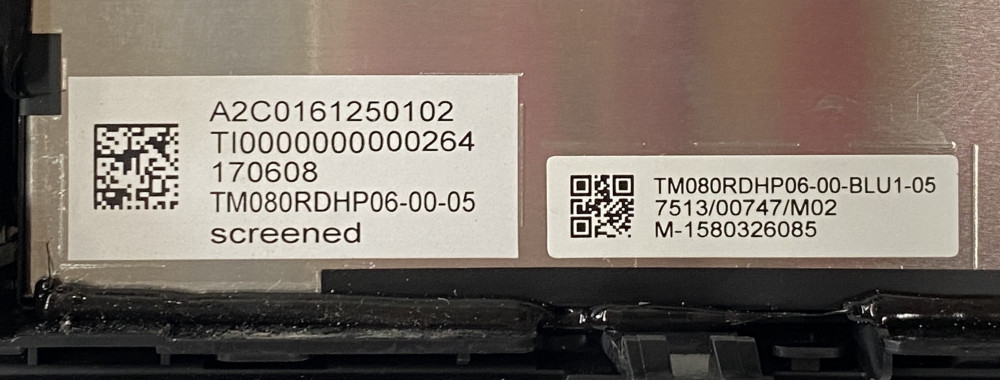 A2C0161250102
TI0000000000264
170608
TM080RDHP06-00-05
screened
TM080RDHP06-00-BLU1-05
7513/00747/M02
M-1580326085